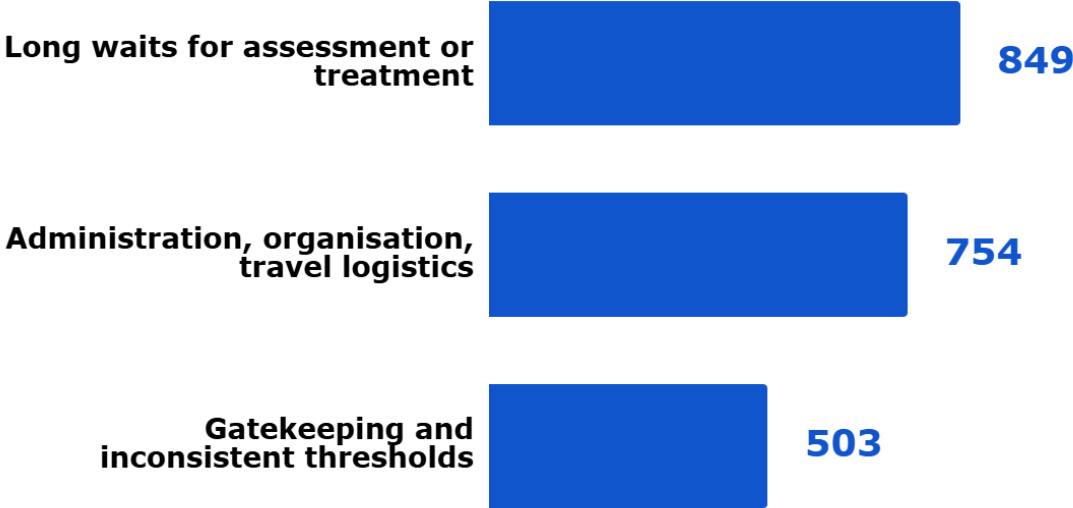 Long waits for assessment or
treatment
849
Administration, organisation,
travel logistics
754
Gatekeeping and
inconsistent thresholds
503